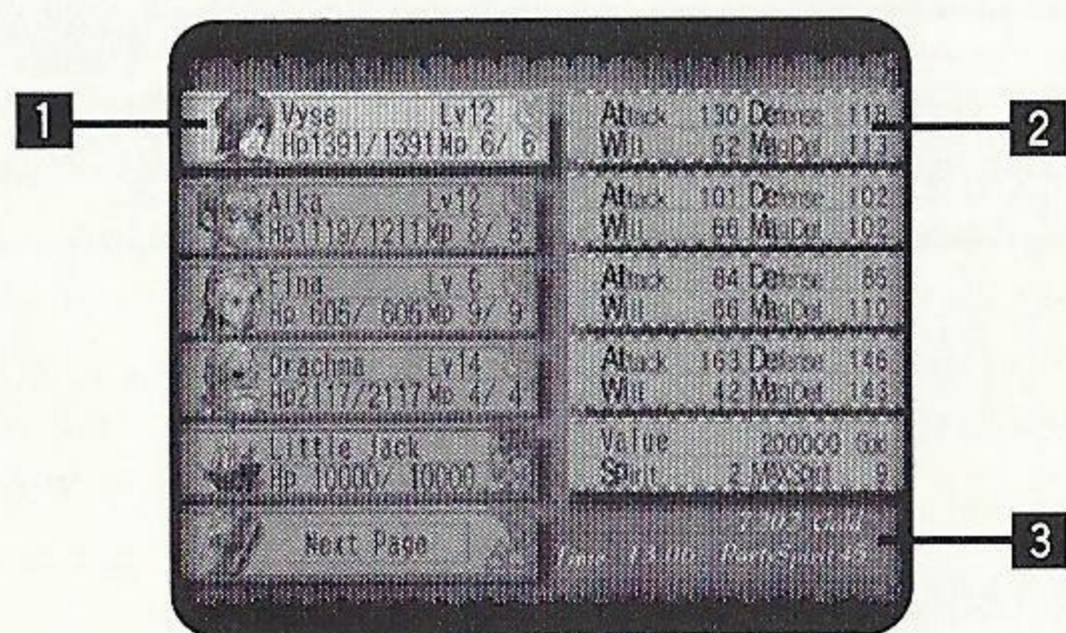 1
Vyse Lv12
Hp1391/1391 Mp 6/ 6
Aika Lv12
Hp1119/1211 Mp 8/ 8
Fina Lv 6
Hp 606/ 606 Mp 9/ 9
Drachma Lv14
Hp2117/2117 Mp 4/ 4
Little Jack
Hp 10000/ 10000
Next Page
2
Attack 130 Defense 118
Will 52 MagDef 113
Attack 101 Defense 102
Will 66 MagDef 102
Attack 84 Defense 85
Will 66 MagDef 110
Attack 163 Defense 146
Will 42 MagDef 143
Value 200000
Spirit 2 MaxSpirit 9
3
Gold
Time